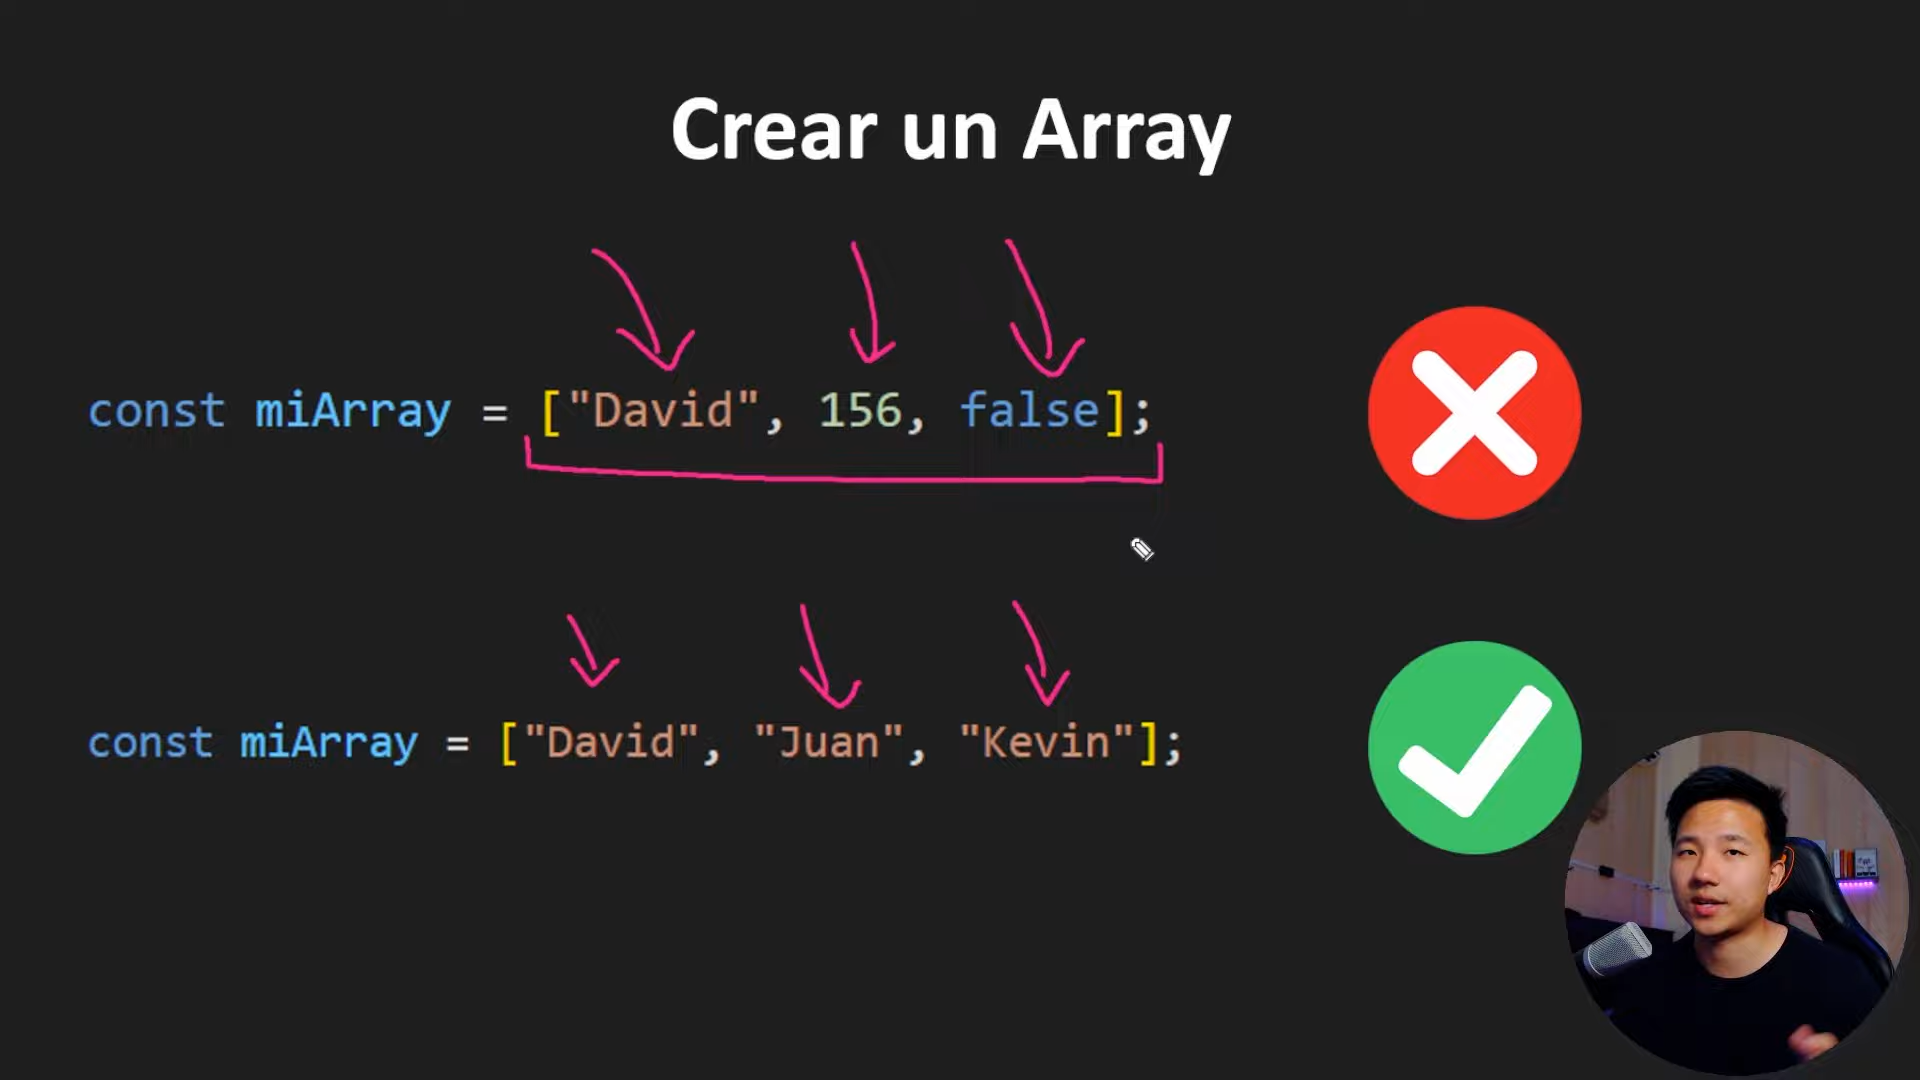 Crear un Array
const miArray = ["David", 156, false];
const miArray = ["David", "Juan", "Kevin"];